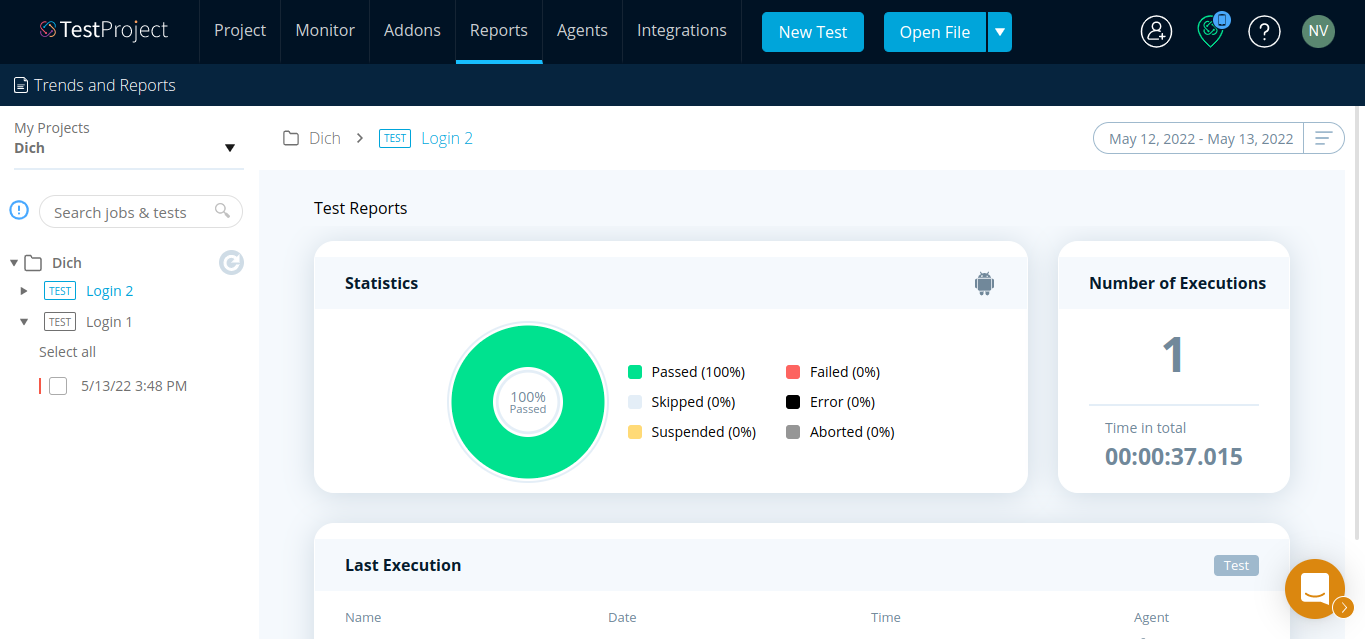 TestProject
Project
Monitor
Addons
Reports
Agents
Integrations
New Test
Open File
?
NV
Trends and Reports
My Projects
Dich
Search jobs & tests
Dich
TEST Login 2
TEST Login 1
Select all
5/13/22 3:48 PM
Dich
TEST Login 2
May 12, 2022 - May 13, 2022
Test Reports
Statistics
100%
Passed
Passed (100%)
Failed (0%)
Skipped (0%)
Error (0%)
Suspended (0%)
Aborted (0%)
Number of Executions
1
Time in total
00:00:37.015
Last Execution
Test
Name
Date
Time
Agent